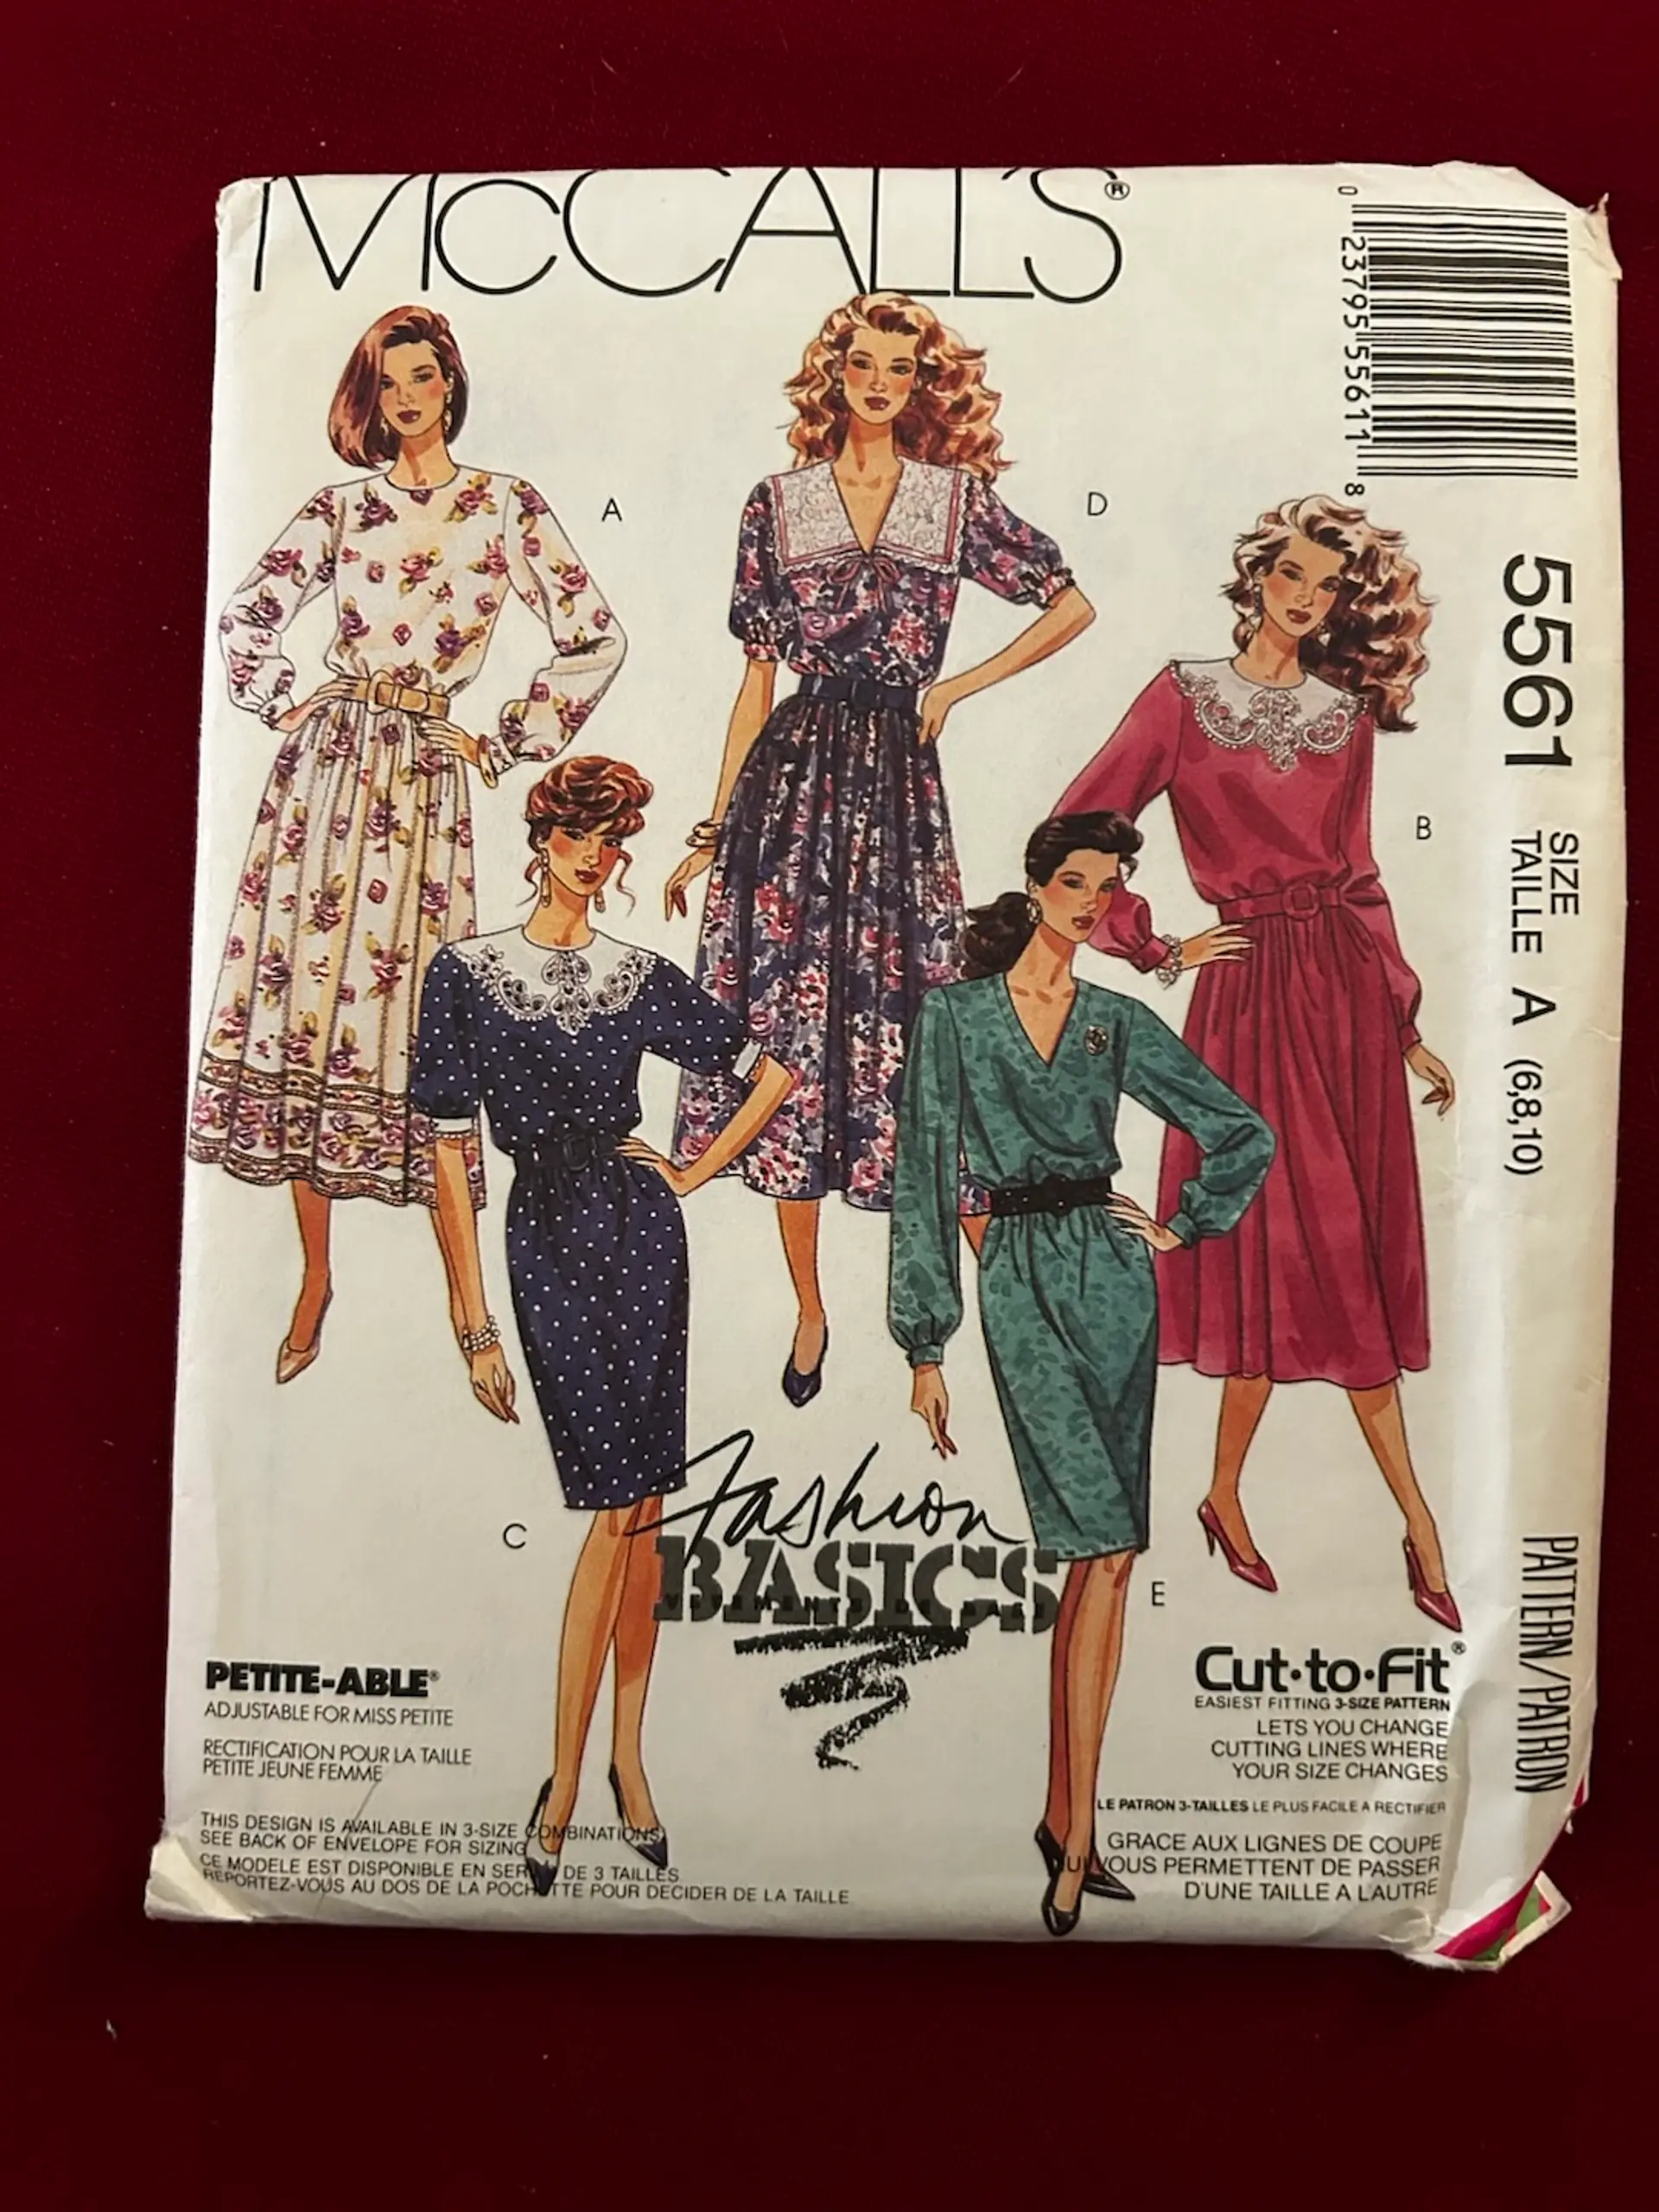 McCALL'S®
0 23795 55611 8
5561 SIZE TAILLE A (6,8,10)
PATTERN/PATRON
A
D
B
C
E
Fashion
BASICS
PETITE-ABLE®
ADJUSTABLE FOR MISS PETITE
RECTIFICATION POUR LA TAILLE
PETITE JEUNE FEMME
THIS DESIGN IS AVAILABLE IN 3-SIZE COMBINATIONS
SEE BACK OF ENVELOPE FOR SIZING
CE MODELE EST DISPONIBLE EN SERIE DE 3 TAILLES
REPORTEZ-VOUS AU DOS DE LA POCHETTE POUR DECIDER DE LA TAILLE
Cut·to·Fit®
EASIEST FITTING 3-SIZE PATTERN
LETS YOU CHANGE
CUTTING LINES WHERE
YOUR SIZE CHANGES
LE PATRON 3-TAILLES LE PLUS FACILE A RECTIFIER
GRACE AUX LIGNES DE COUPE
QUI VOUS PERMETTENT DE PASSER
D'UNE TAILLE A L'AUTRE